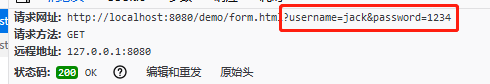 请求网址: http://localhost:8080/demo/form.html?username=jack&password=1234
请求方法: GET
远程地址: 127.0.0.1:8080
状态码: 200 OK ? 编辑和重发 原始头